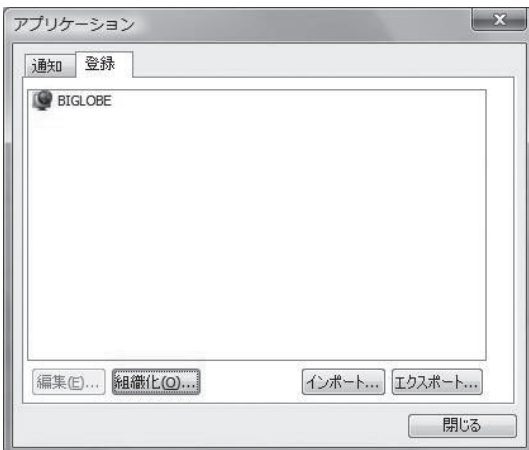 アプリケーション
通知 登録
BIGLOBE
編集(E)... 組織化(O)... インポート... エクスポート...
閉じる